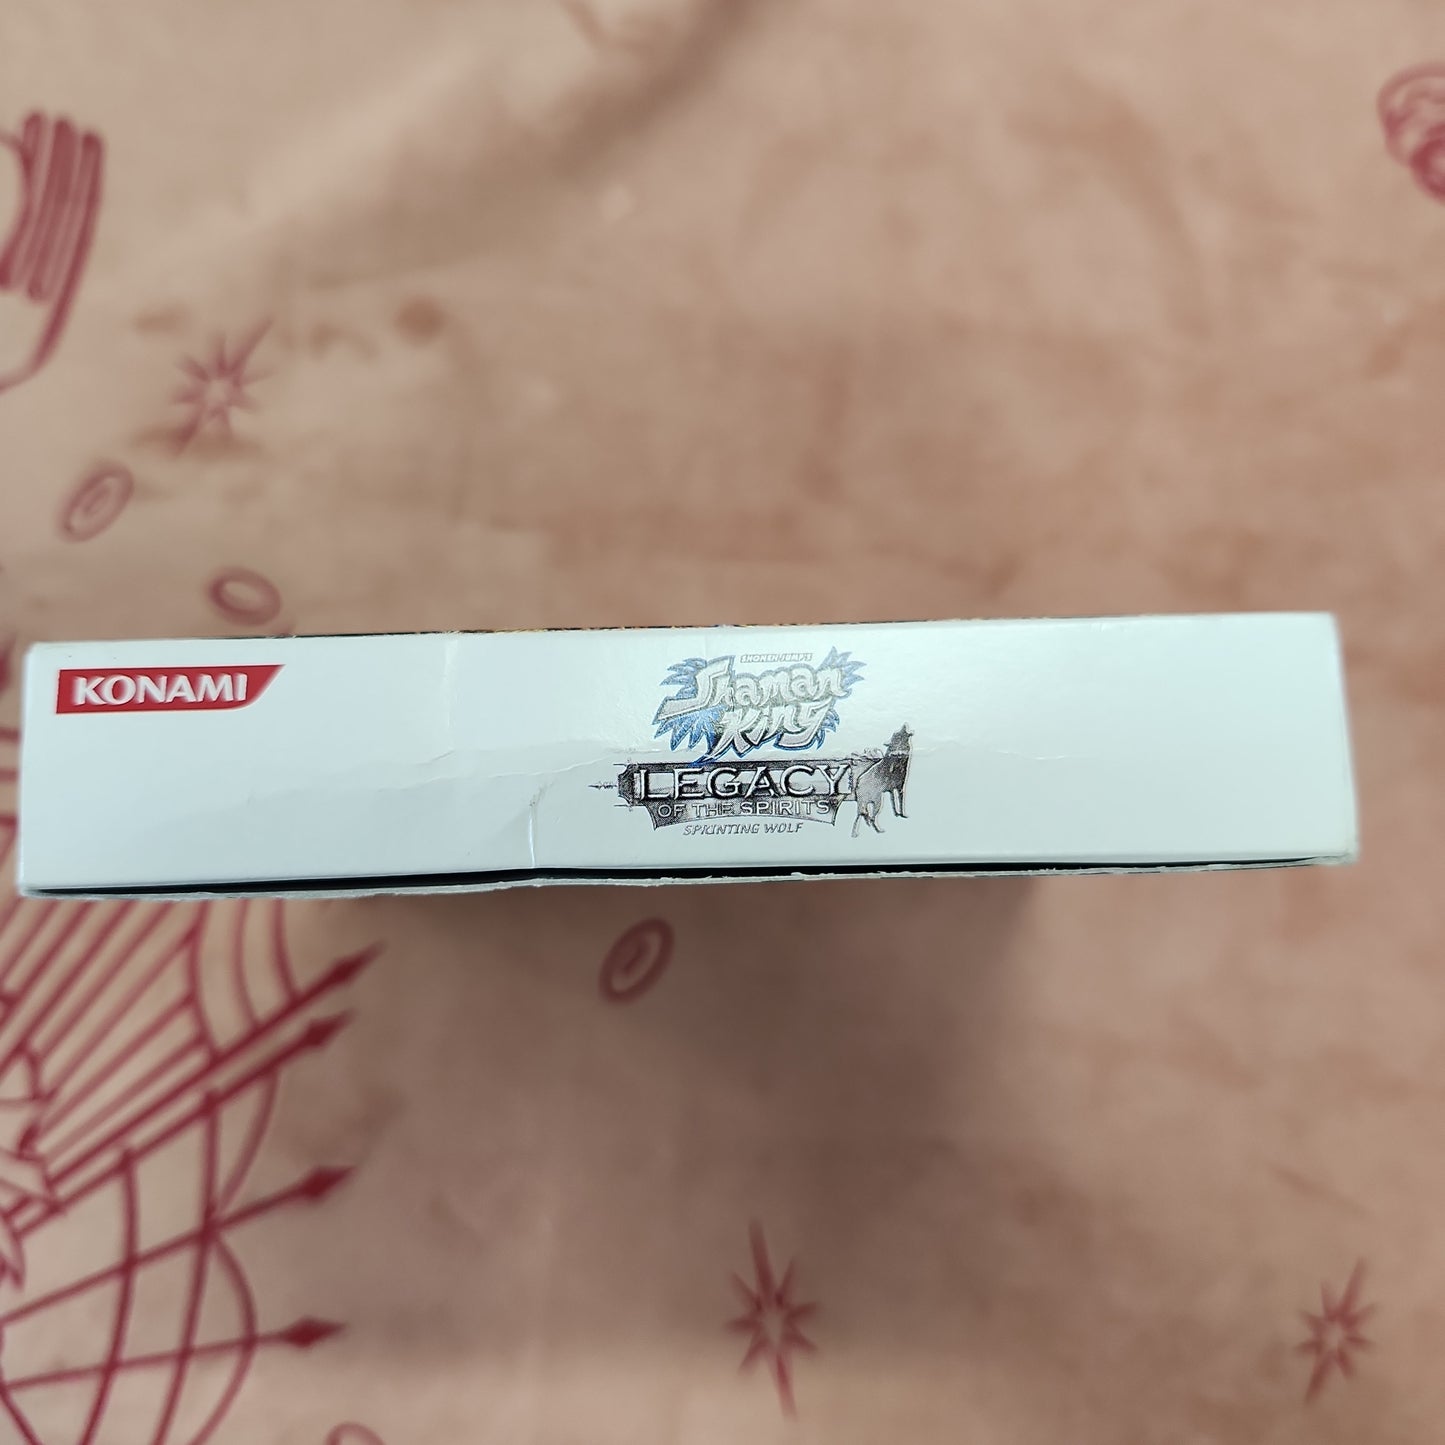 KONAMI
SHONEN JUMP'S
Shaman
King
LEGACY
OF THE SPIRITS
SPRINTING WOLF